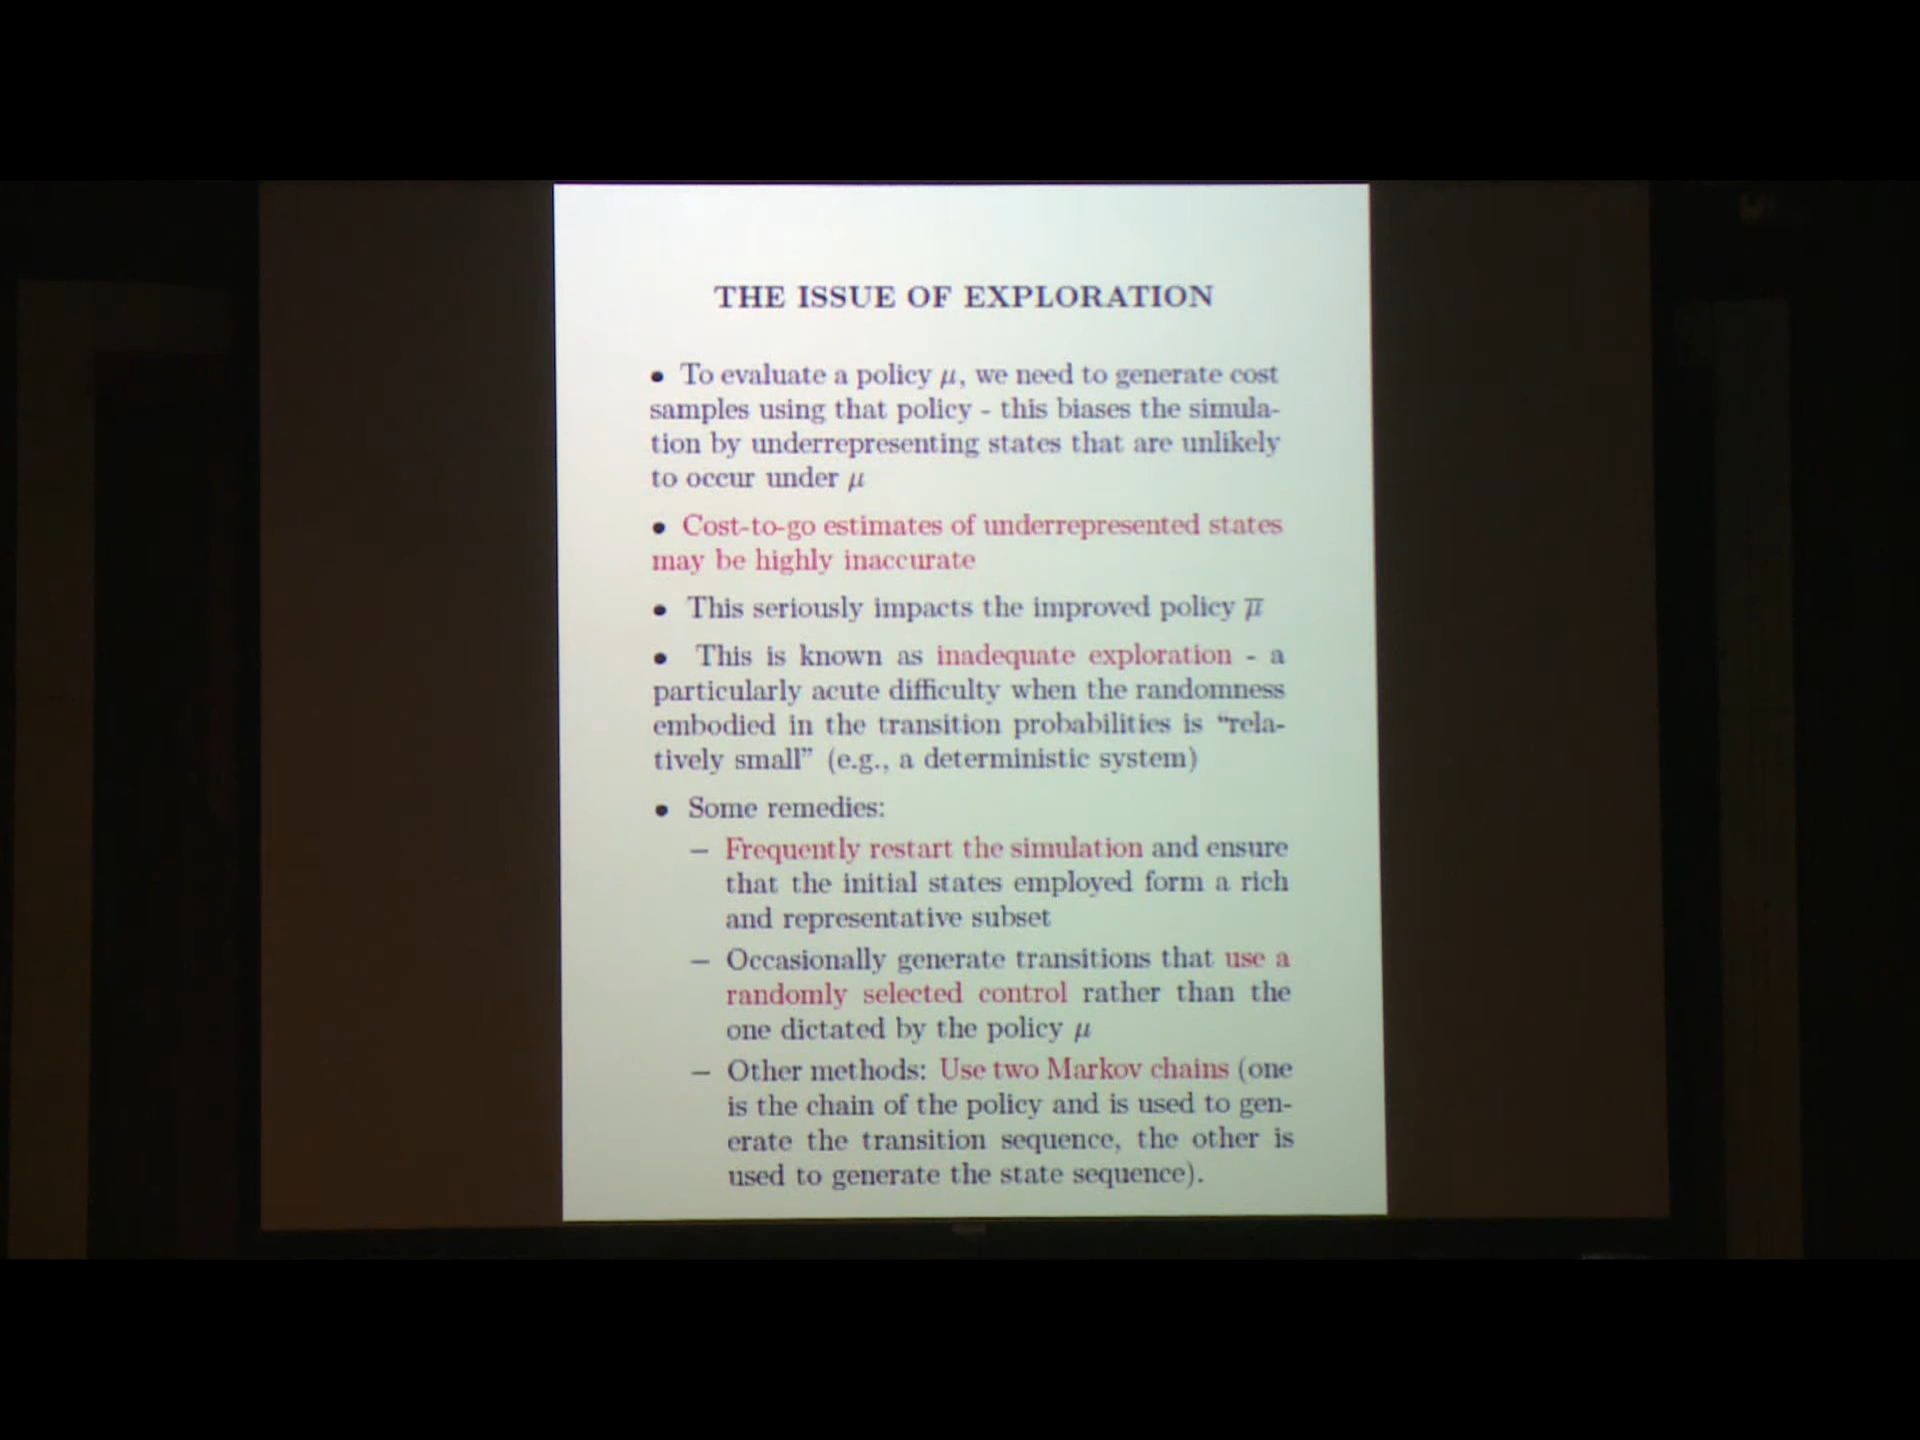 THE ISSUE OF EXPLORATION
• To evaluate a policy μ, we need to generate cost
samples using that policy - this biases the simula-
tion by underrepresenting states that are unlikely
to occur under μ
• Cost-to-go estimates of underrepresented states
may be highly inaccurate
• This seriously impacts the improved policy μ̅
• This is known as inadequate exploration - a
particularly acute difficulty when the randomness
embodied in the transition probabilities is “rela-
tively small” (e.g., a deterministic system)
• Some remedies:
– Frequently restart the simulation and ensure
that the initial states employed form a rich
and representative subset
– Occasionally generate transitions that use a
randomly selected control rather than the
one dictated by the policy μ
– Other methods: Use two Markov chains (one
is the chain of the policy and is used to gen-
erate the transition sequence, the other is
used to generate the state sequence).